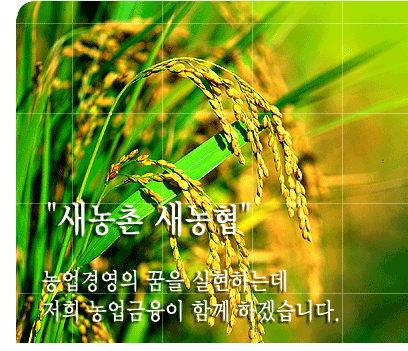 "새농촌 새농협"
농업경영의 꿈을 실현하는데
저희 농업금융이 함께 하겠습니다.